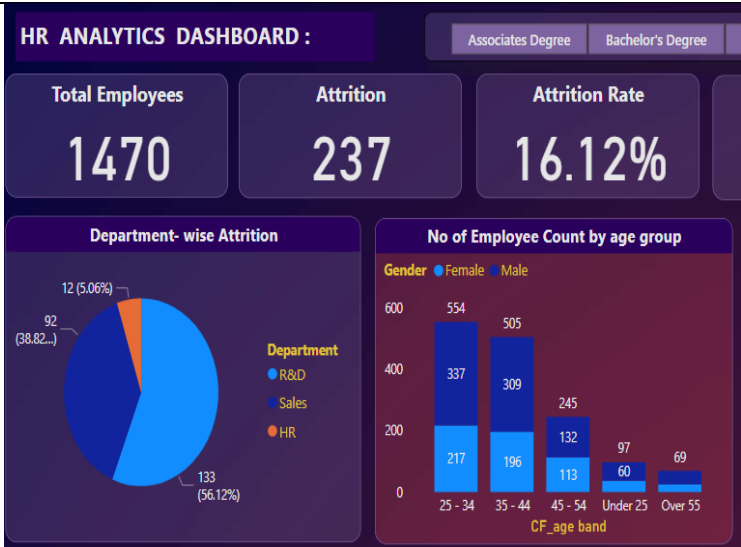 HR ANALYTICS DASHBOARD :
Associates Degree
Bachelor's Degree
Total Employees
1470
Attrition
237
Attrition Rate
16.12%
Department- wise Attrition
12 (5.06%)
92
(38.82...)
133
(56.12%)
Department
R&D
Sales
HR
No of Employee Count by age group
Gender Female Male
600
400
200
0
554
337
217
505
309
196
245
132
113
97
60
69
25 - 34 35 - 44 45 - 54 Under 25 Over 55
CF_age band